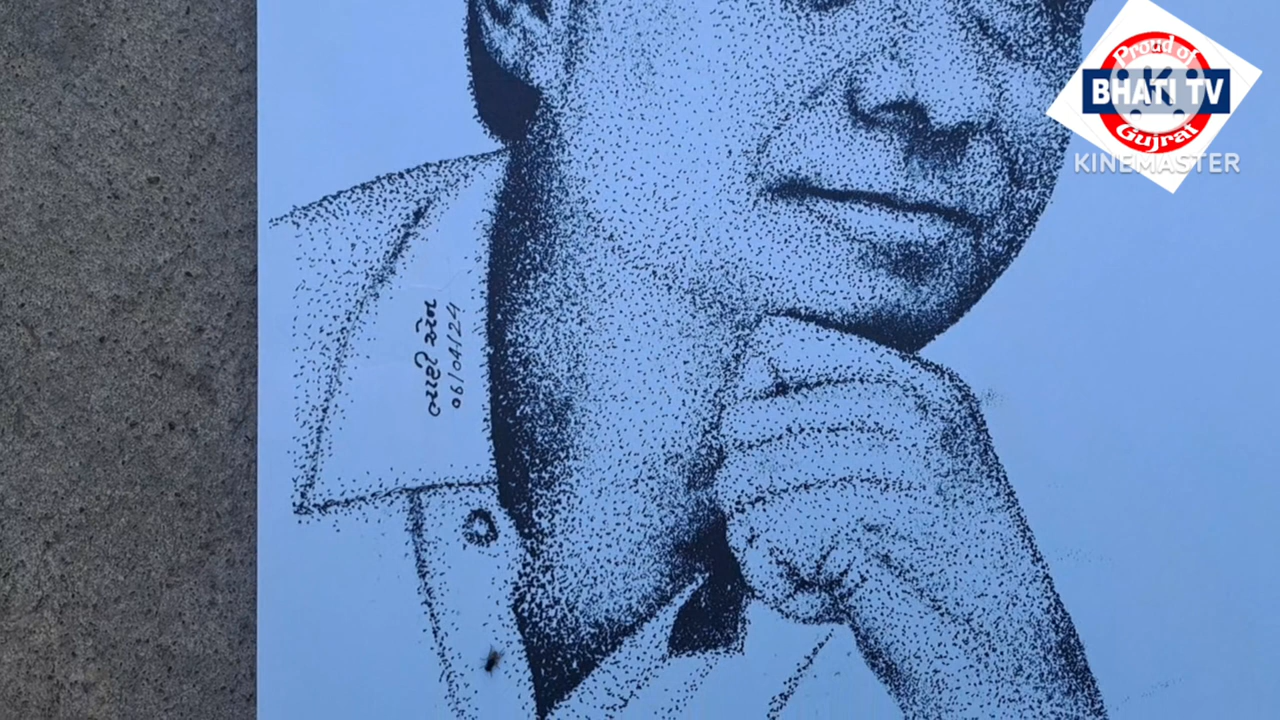 Proud of
BHATI TV
K
Gujrat
KINEMASTER
06/04/24